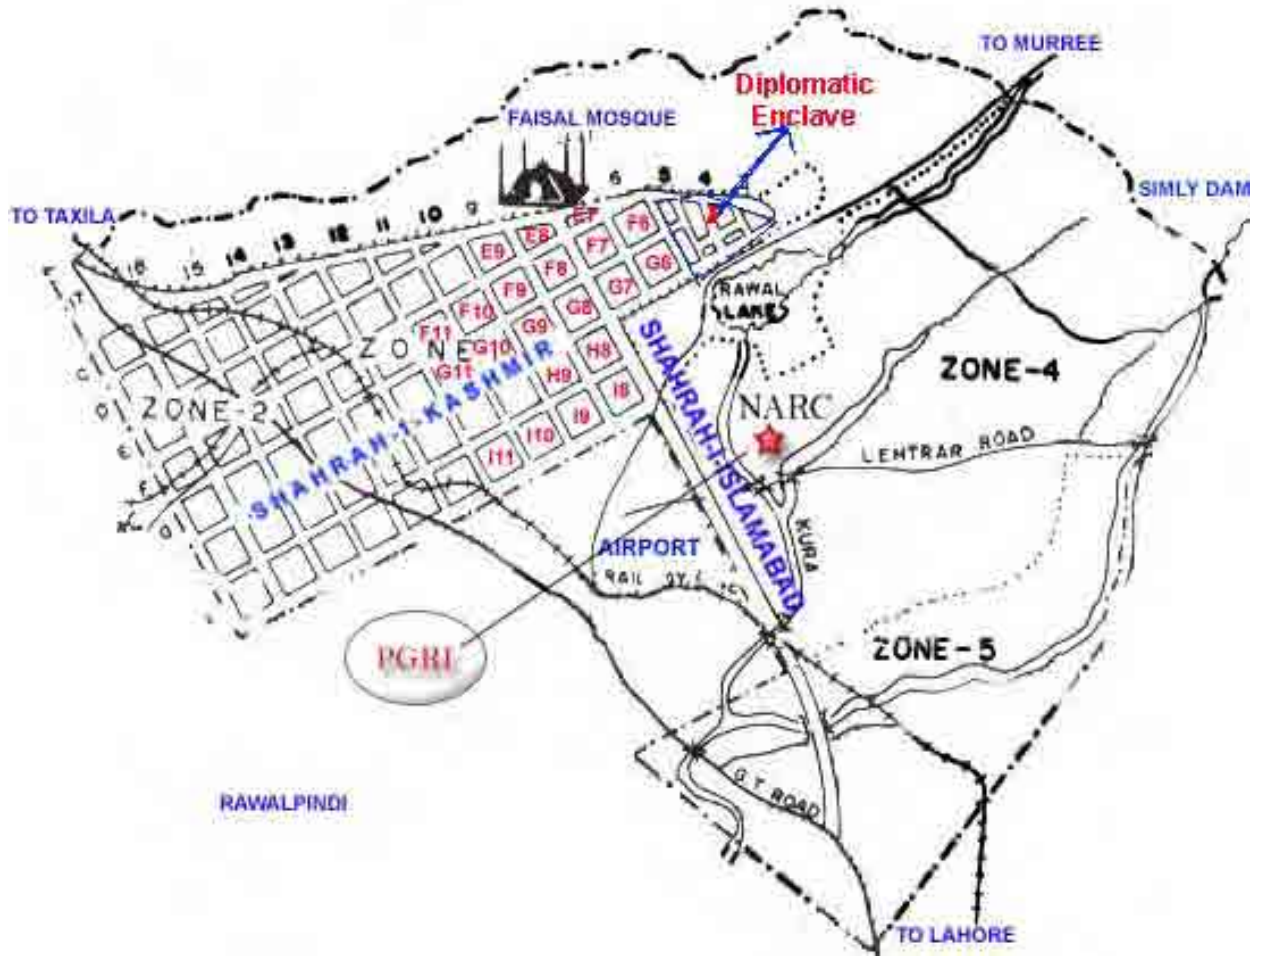 TO MURREE
Diplomatic
Enclave
FAISAL MOSQUE
SIMLY DAM
TO TAXILA
6
5
4
9
10
11
12
13
14
15
E7
F6
E8
E9
F7
G6
F8
G7
F9
G8
F10
G9
F11
G10
G11
H8
H9
I8
I9
I10
I11
RAWAL
LAKE
ZONE
ZONE-2
SHAHRAH-I-KASHMIR
SHAHRAH-I-ISLAMABAD
ZONE-4
NARC
LEHTRAR ROAD
C
D
E
F
G
KURA
AIRPORT
RAIL
ZONE-5
PGRI
G T ROAD
RAWALPINDI
TO LAHORE